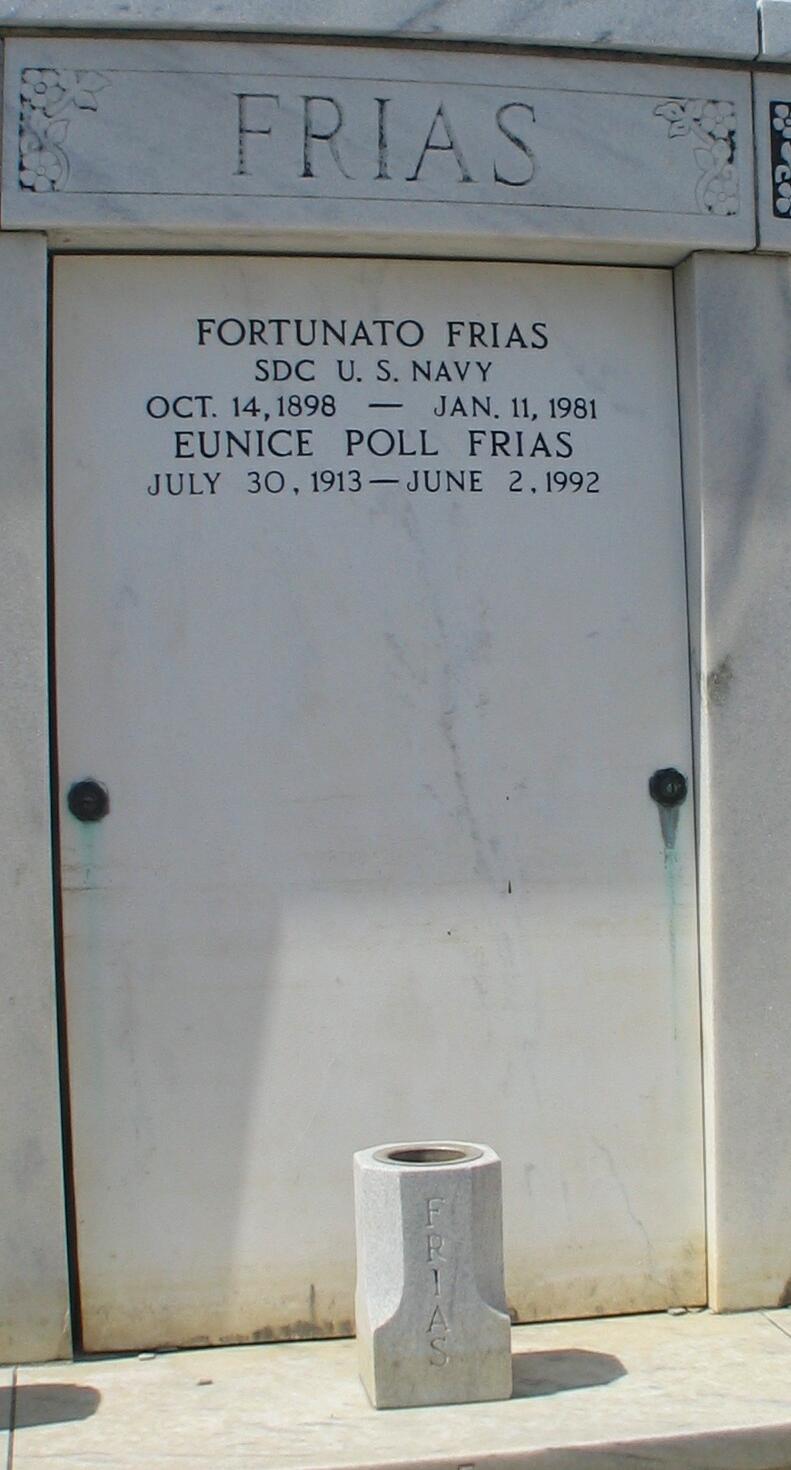 FRIAS
FORTUNATO FRIAS
SDC U. S. NAVY
OCT. 14, 1898 — JAN. 11, 1981
EUNICE POLL FRIAS
JULY 30, 1913 — JUNE 2, 1992
FRIAS